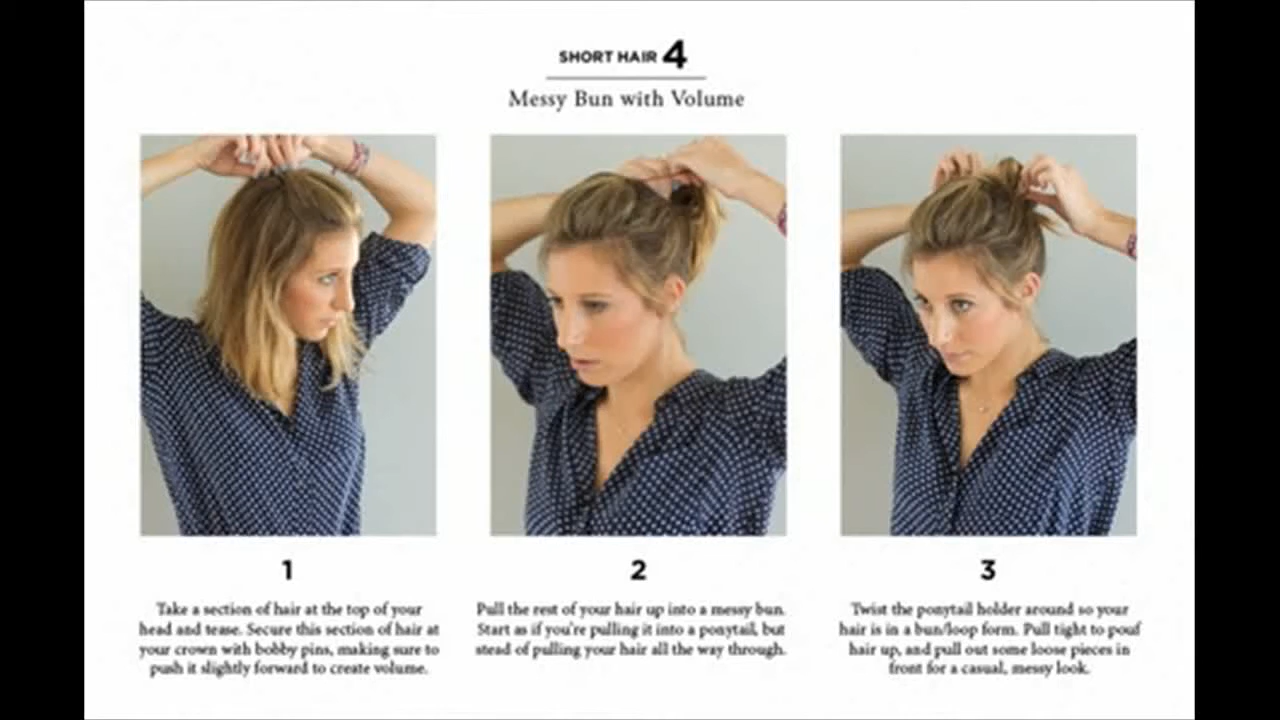 SHORT HAIR 4
Messy Bun with Volume
1
Take a section of hair at the top of your
head and tease. Secure this section of hair at
your crown with bobby pins, making sure to
push it slightly forward to create volume.
2
Pull the rest of your hair up into a messy bun.
Start as if you're pulling it into a ponytail, but
stead of pulling your hair all the way through.
3
Twist the ponytail holder around so your
hair is in a bun/loop form. Pull tight to pouf
hair up, and pull out some loose pieces in
front for a casual, messy look.